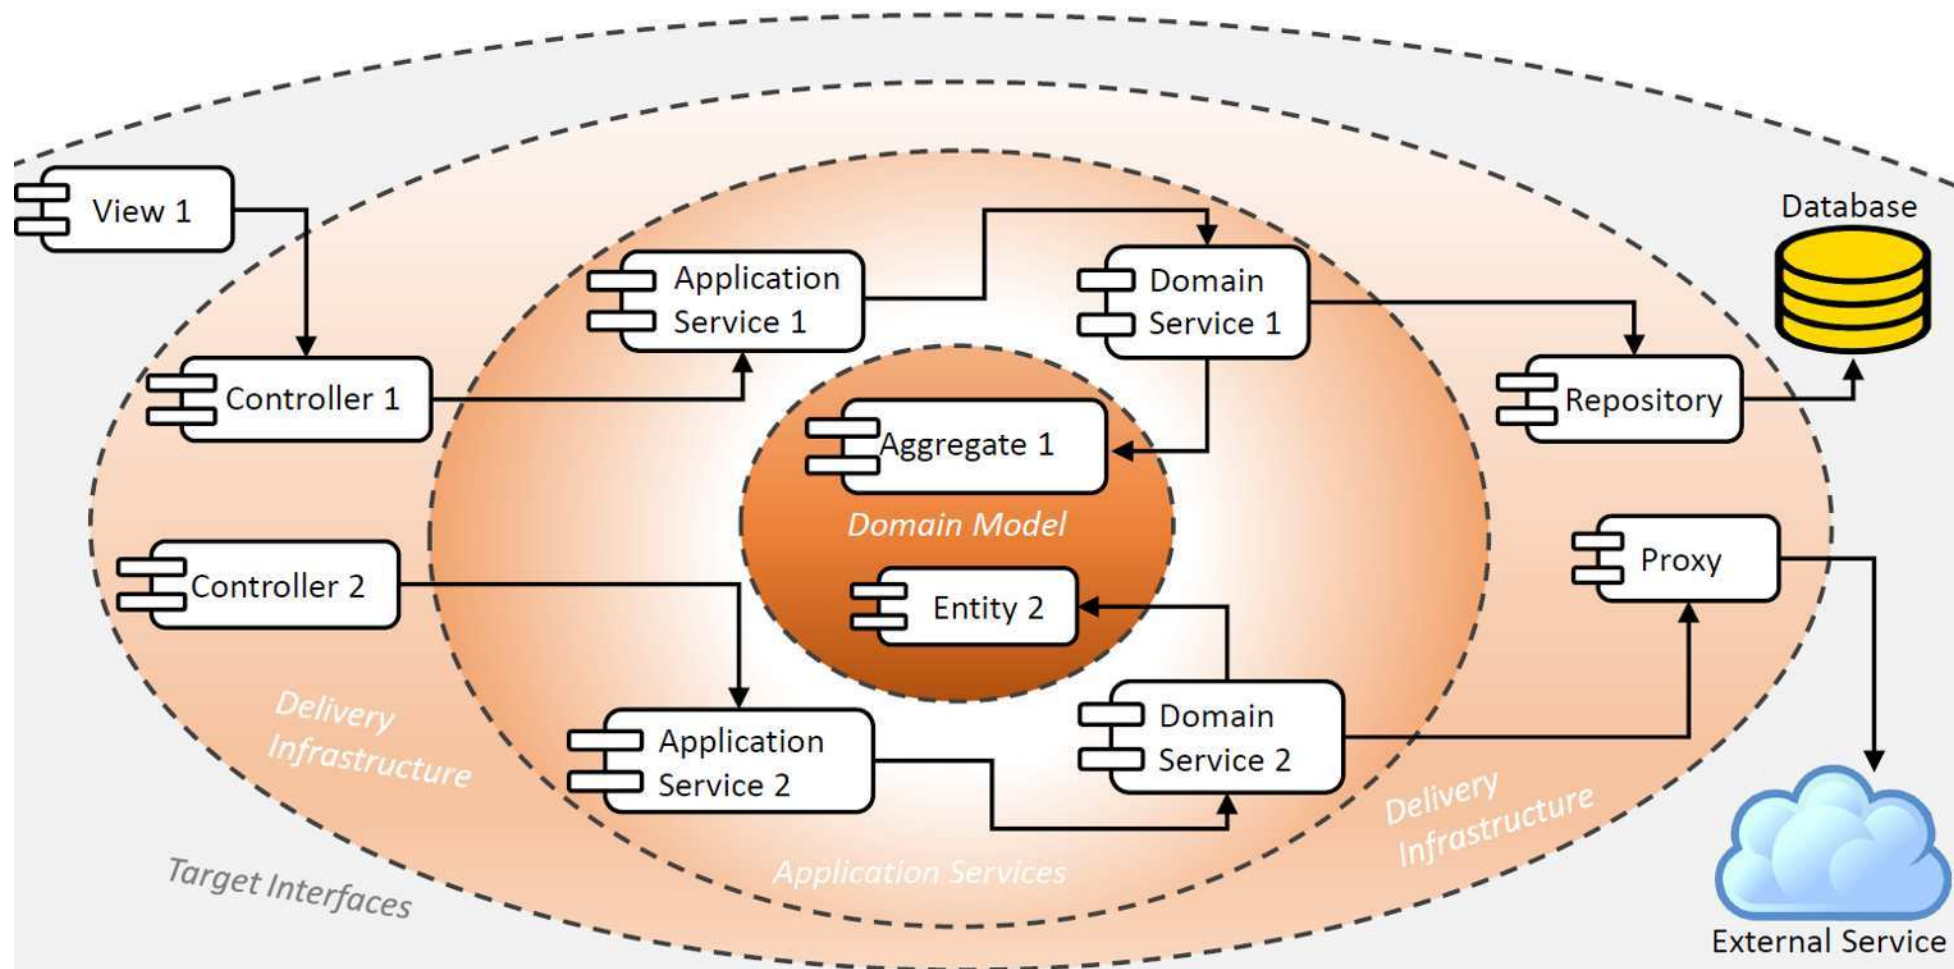 View 1
Database
Application
Service 1
Domain
Service 1
Controller 1
Repository
Aggregate 1
Domain Model
Proxy
Controller 2
Entity 2
Delivery
Infrastructure
Application
Service 2
Domain
Service 2
Delivery
Infrastructure
Application Services
Target Interfaces
External Service